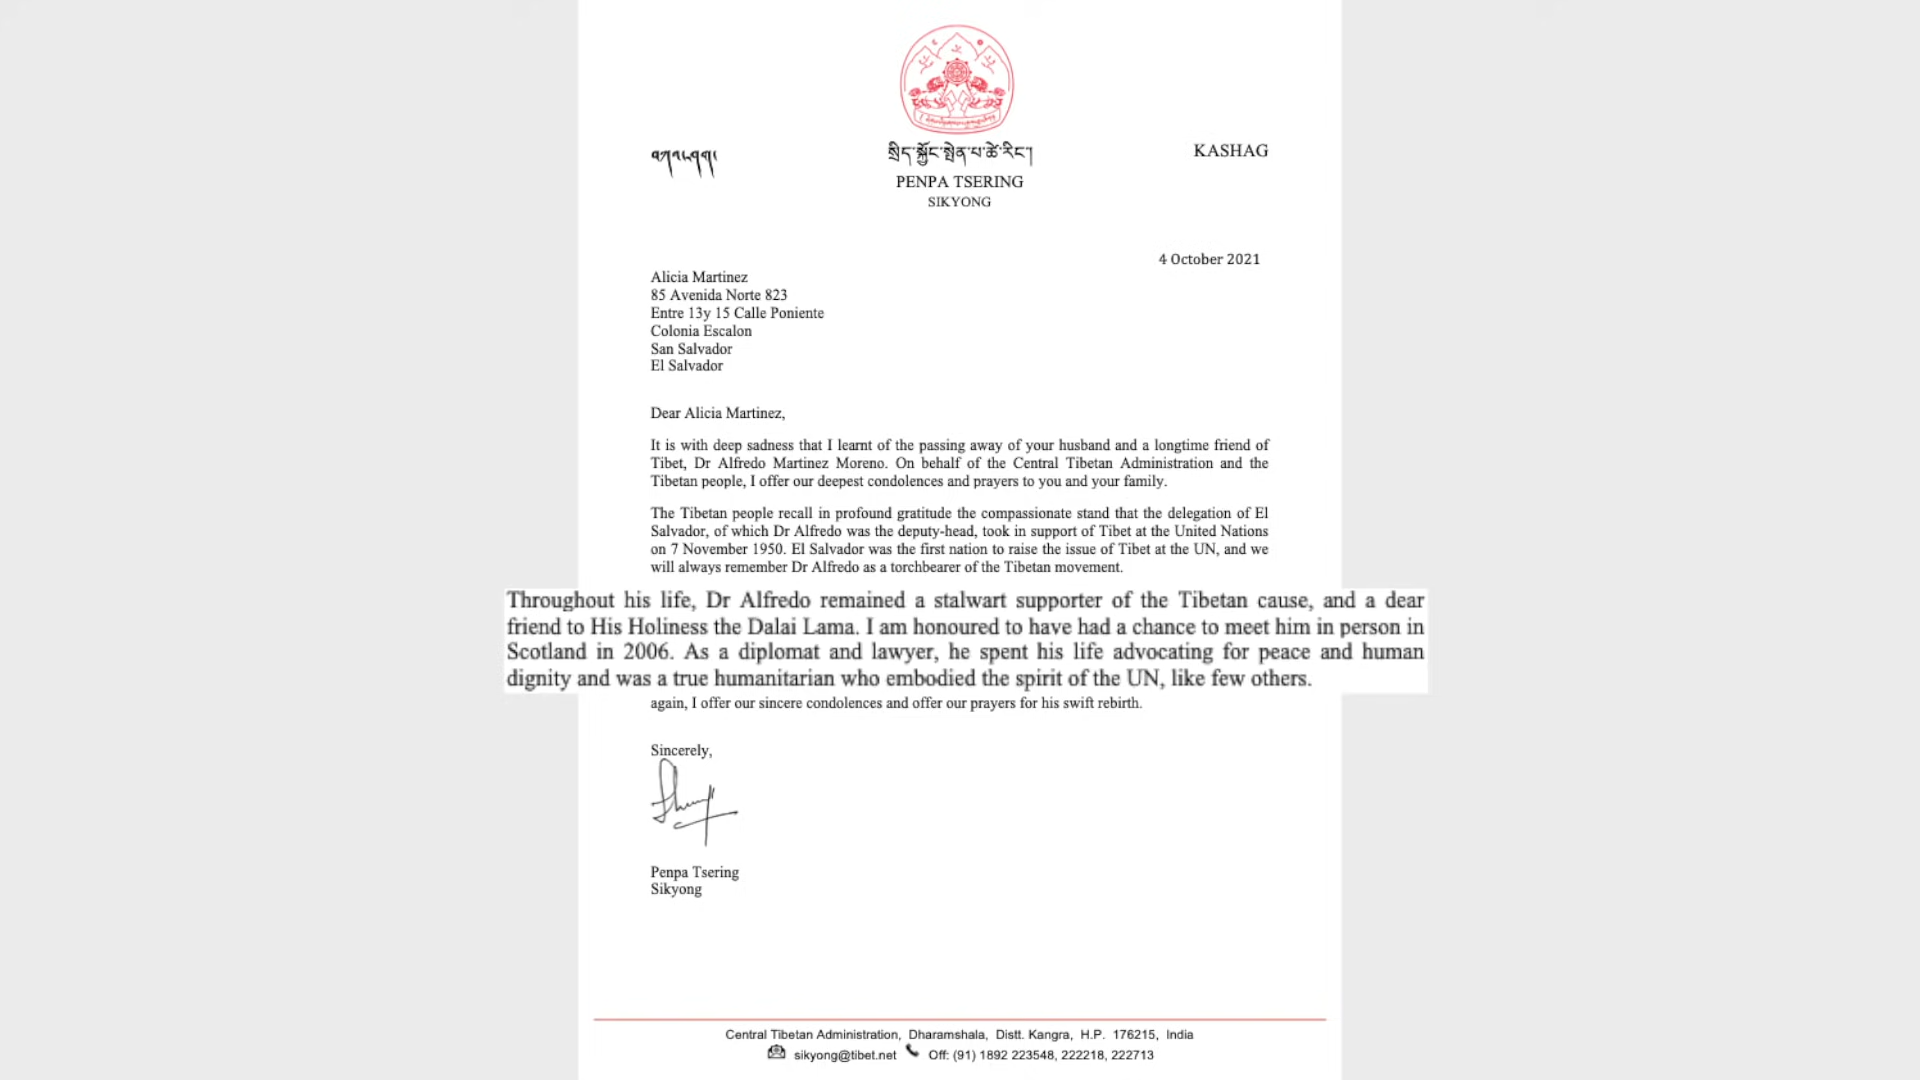 བཀའ་ཤག།
སྲིད་སྐྱོང་སྤེན་པ་ཚེ་རིང་།
KASHAG
PENPA TSERING
SIKYONG
4 October 2021
Alicia Martinez
85 Avenida Norte 823
Entre 13y 15 Calle Poniente
Colonia Escalon
San Salvador
El Salvador
Dear Alicia Martinez,
It is with deep sadness that I learnt of the passing away of your husband and a longtime friend of
Tibet, Dr Alfredo Martinez Moreno. On behalf of the Central Tibetan Administration and the
Tibetan people, I offer our deepest condolences and prayers to you and your family.
The Tibetan people recall in profound gratitude the compassionate stand that the delegation of El
Salvador, of which Dr Alfredo was the deputy-head, took in support of Tibet at the United Nations
on 7 November 1950. El Salvador was the first nation to raise the issue of Tibet at the UN, and we
will always remember Dr Alfredo as a torchbearer of the Tibetan movement.
Throughout his life, Dr Alfredo remained a stalwart supporter of the Tibetan cause, and a dear
friend to His Holiness the Dalai Lama. I am honoured to have had a chance to meet him in person in
Scotland in 2006. As a diplomat and lawyer, he spent his life advocating for peace and human
dignity and was a true humanitarian who embodied the spirit of the UN, like few others.
again, I offer our sincere condolences and offer our prayers for his swift rebirth.
Sincerely,
Penpa Tsering
Sikyong
Central Tibetan Administration, Dharamshala, Distt. Kangra, H.P. 176215, India
sikyong@tibet.net Off: (91) 1892 223548, 222218, 222713